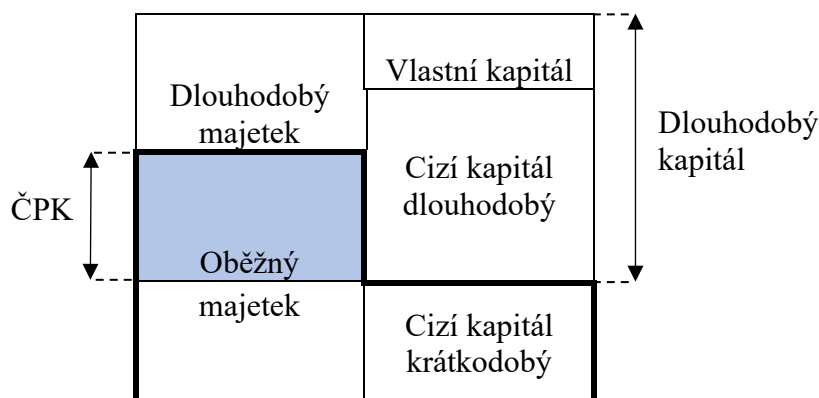 Vlastní kapitál
Dlouhodobý
majetek
Dlouhodobý
kapitál
Cizí kapitál
dlouhodobý
ČPK
Oběžný
majetek
Cizí kapitál
krátkodobý